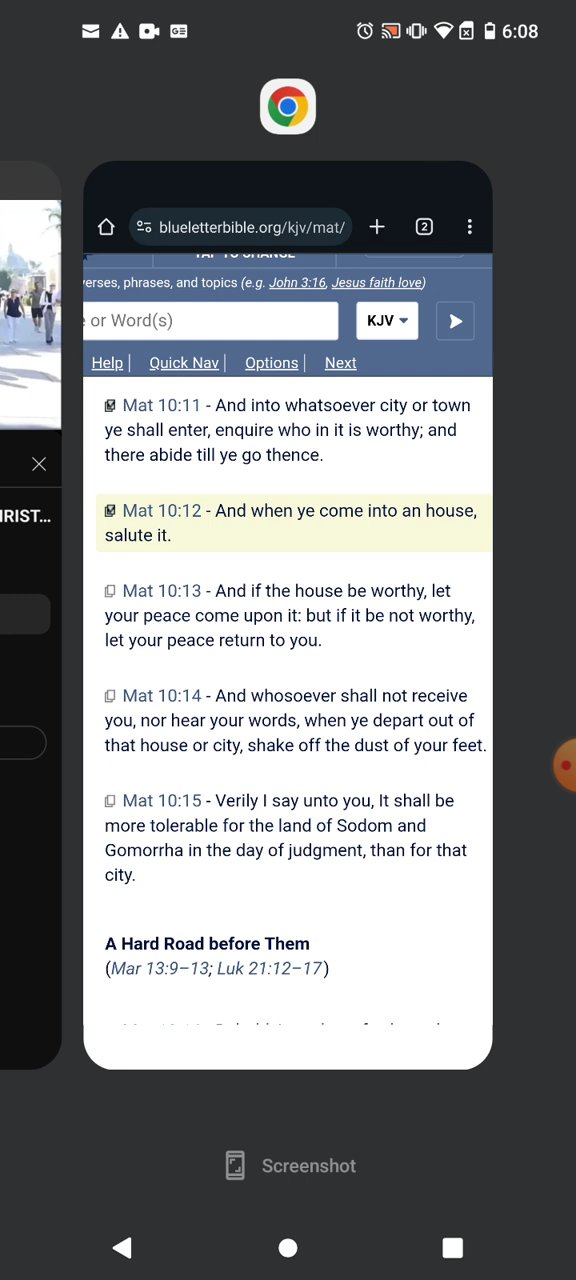 6:08
blueletterbible.org/kjv/mat/
2
TAP TO CHANGE
verses, phrases, and topics (e.g. John 3:16, Jesus faith love)
or Word(s)
KJV
Help | Quick Nav | Options | Next
Mat 10:11 - And into whatsoever city or town
ye shall enter, enquire who in it is worthy; and
there abide till ye go thence.
Mat 10:12 - And when ye come into an house,
salute it.
Mat 10:13 - And if the house be worthy, let
your peace come upon it: but if it be not worthy,
let your peace return to you.
Mat 10:14 - And whosoever shall not receive
you, nor hear your words, when ye depart out of
that house or city, shake off the dust of your feet.
Mat 10:15 - Verily I say unto you, It shall be
more tolerable for the land of Sodom and
Gomorrha in the day of judgment, than for that
city.
A Hard Road before Them
(Mar 13:9–13; Luk 21:12–17)
HRIST...
Screenshot